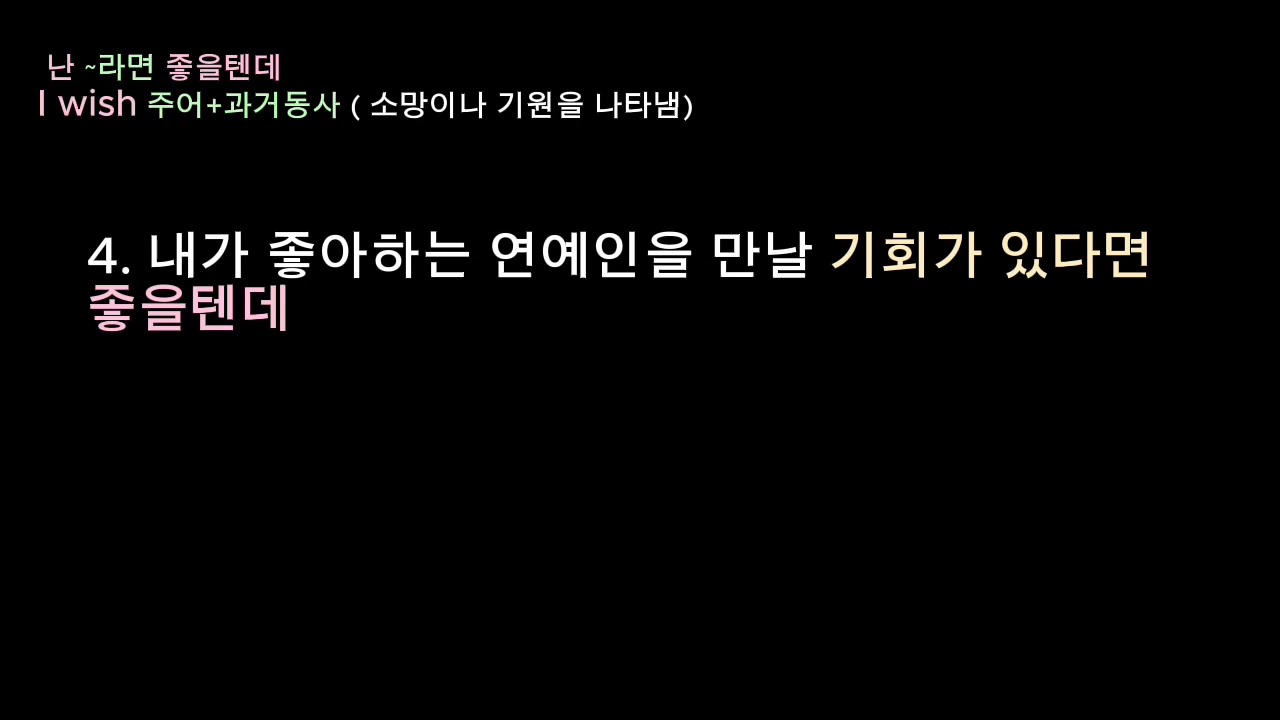 난 ~라면 좋을텐데
I wish 주어+과거동사 ( 소망이나 기원을 나타냄)
4. 내가 좋아하는 연예인을 만날 기회가 있다면
좋을텐데